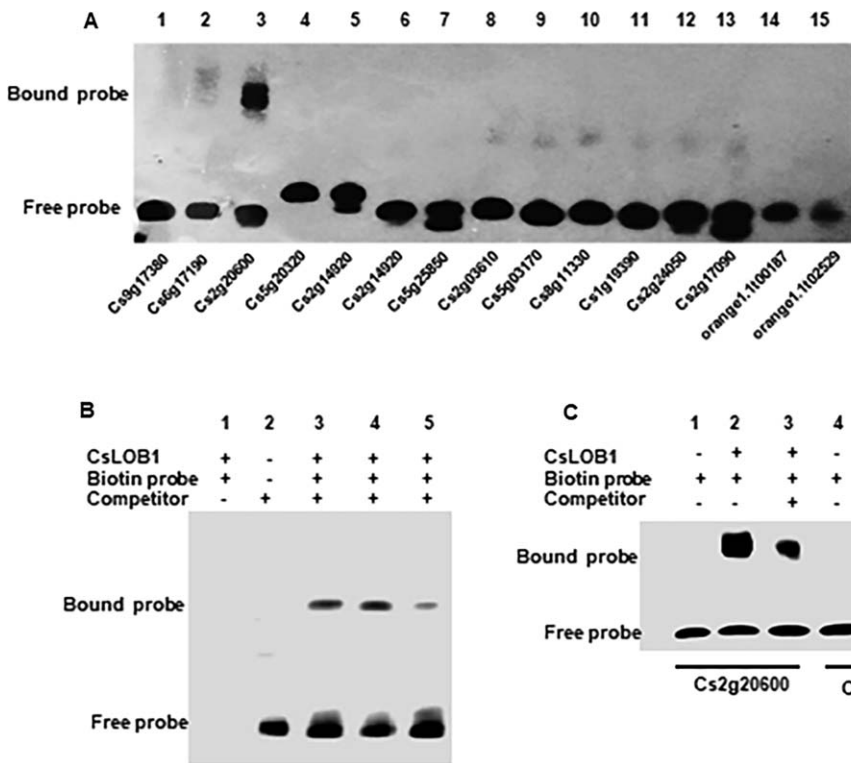 A 1 2 3 4 5 6 7 8 9 10 11 12 13 14 15
Bound probe
Free probe
Cs9g17380 Cs6g17190 Cs2g20600 Cs5g20320 Cs2g14920 Cs2g14920 Cs5g25850 Cs2g03610 Cs5g03170 Cs8g11330 Cs1g19390 Cs2g24050 Cs2g17090 orange1.1t00187 orange1.1t02529
B 1 2 3 4 5
CsLOB1 + - + + +
Biotin probe + - + + +
Competitor - + + + +
Bound probe
Free probe
C 1 2 3 4
CsLOB1 - + + -
Biotin probe + + + +
Competitor - - + -
Bound probe
Free probe
Cs2g20600 C